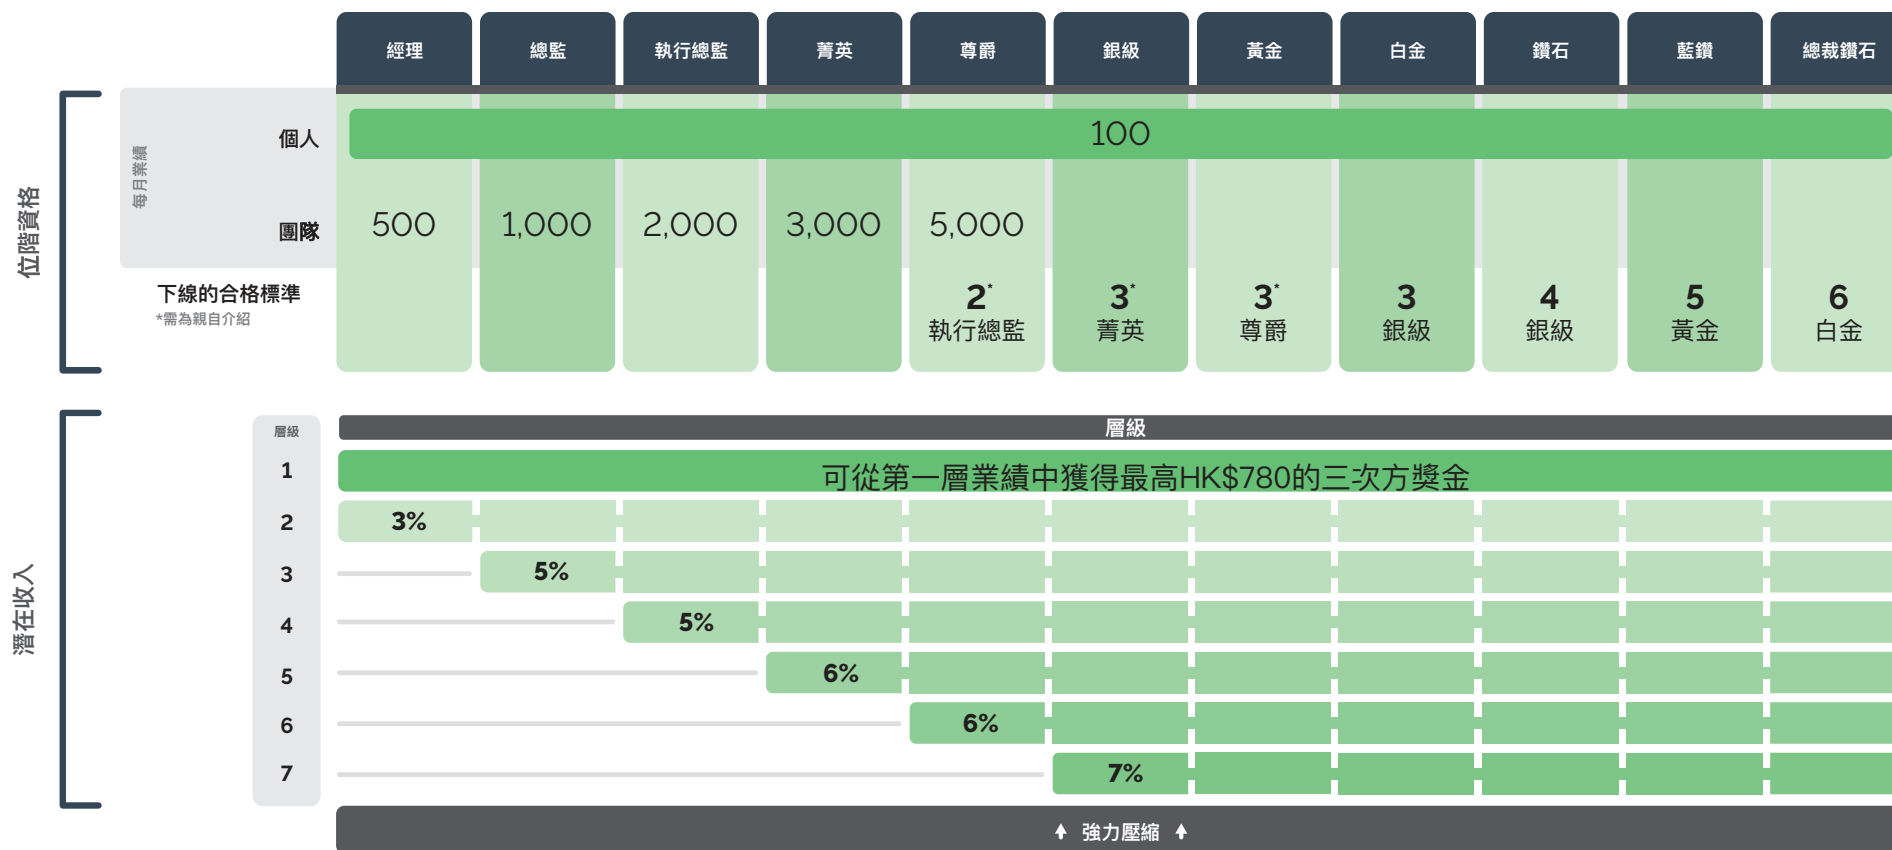 經理 總監 執行總監 菁英 尊爵 銀級 黃金 白金 鑽石 藍鑽 總裁鑽石
位階資格
每月業績
個人 100
團隊 500 1,000 2,000 3,000 5,000
下線的合格標準 2* 3* 3* 3 4 5 6
*需為親自介紹
執行總監 菁英 尊爵 銀級 銀級 黃金 白金
潛在收入
層級 層級
1 可從第一層業績中獲得最高HK$780的三次方獎金
2 3%
3 5%
4 5%
5 6%
6 6%
7 7%
強力壓縮